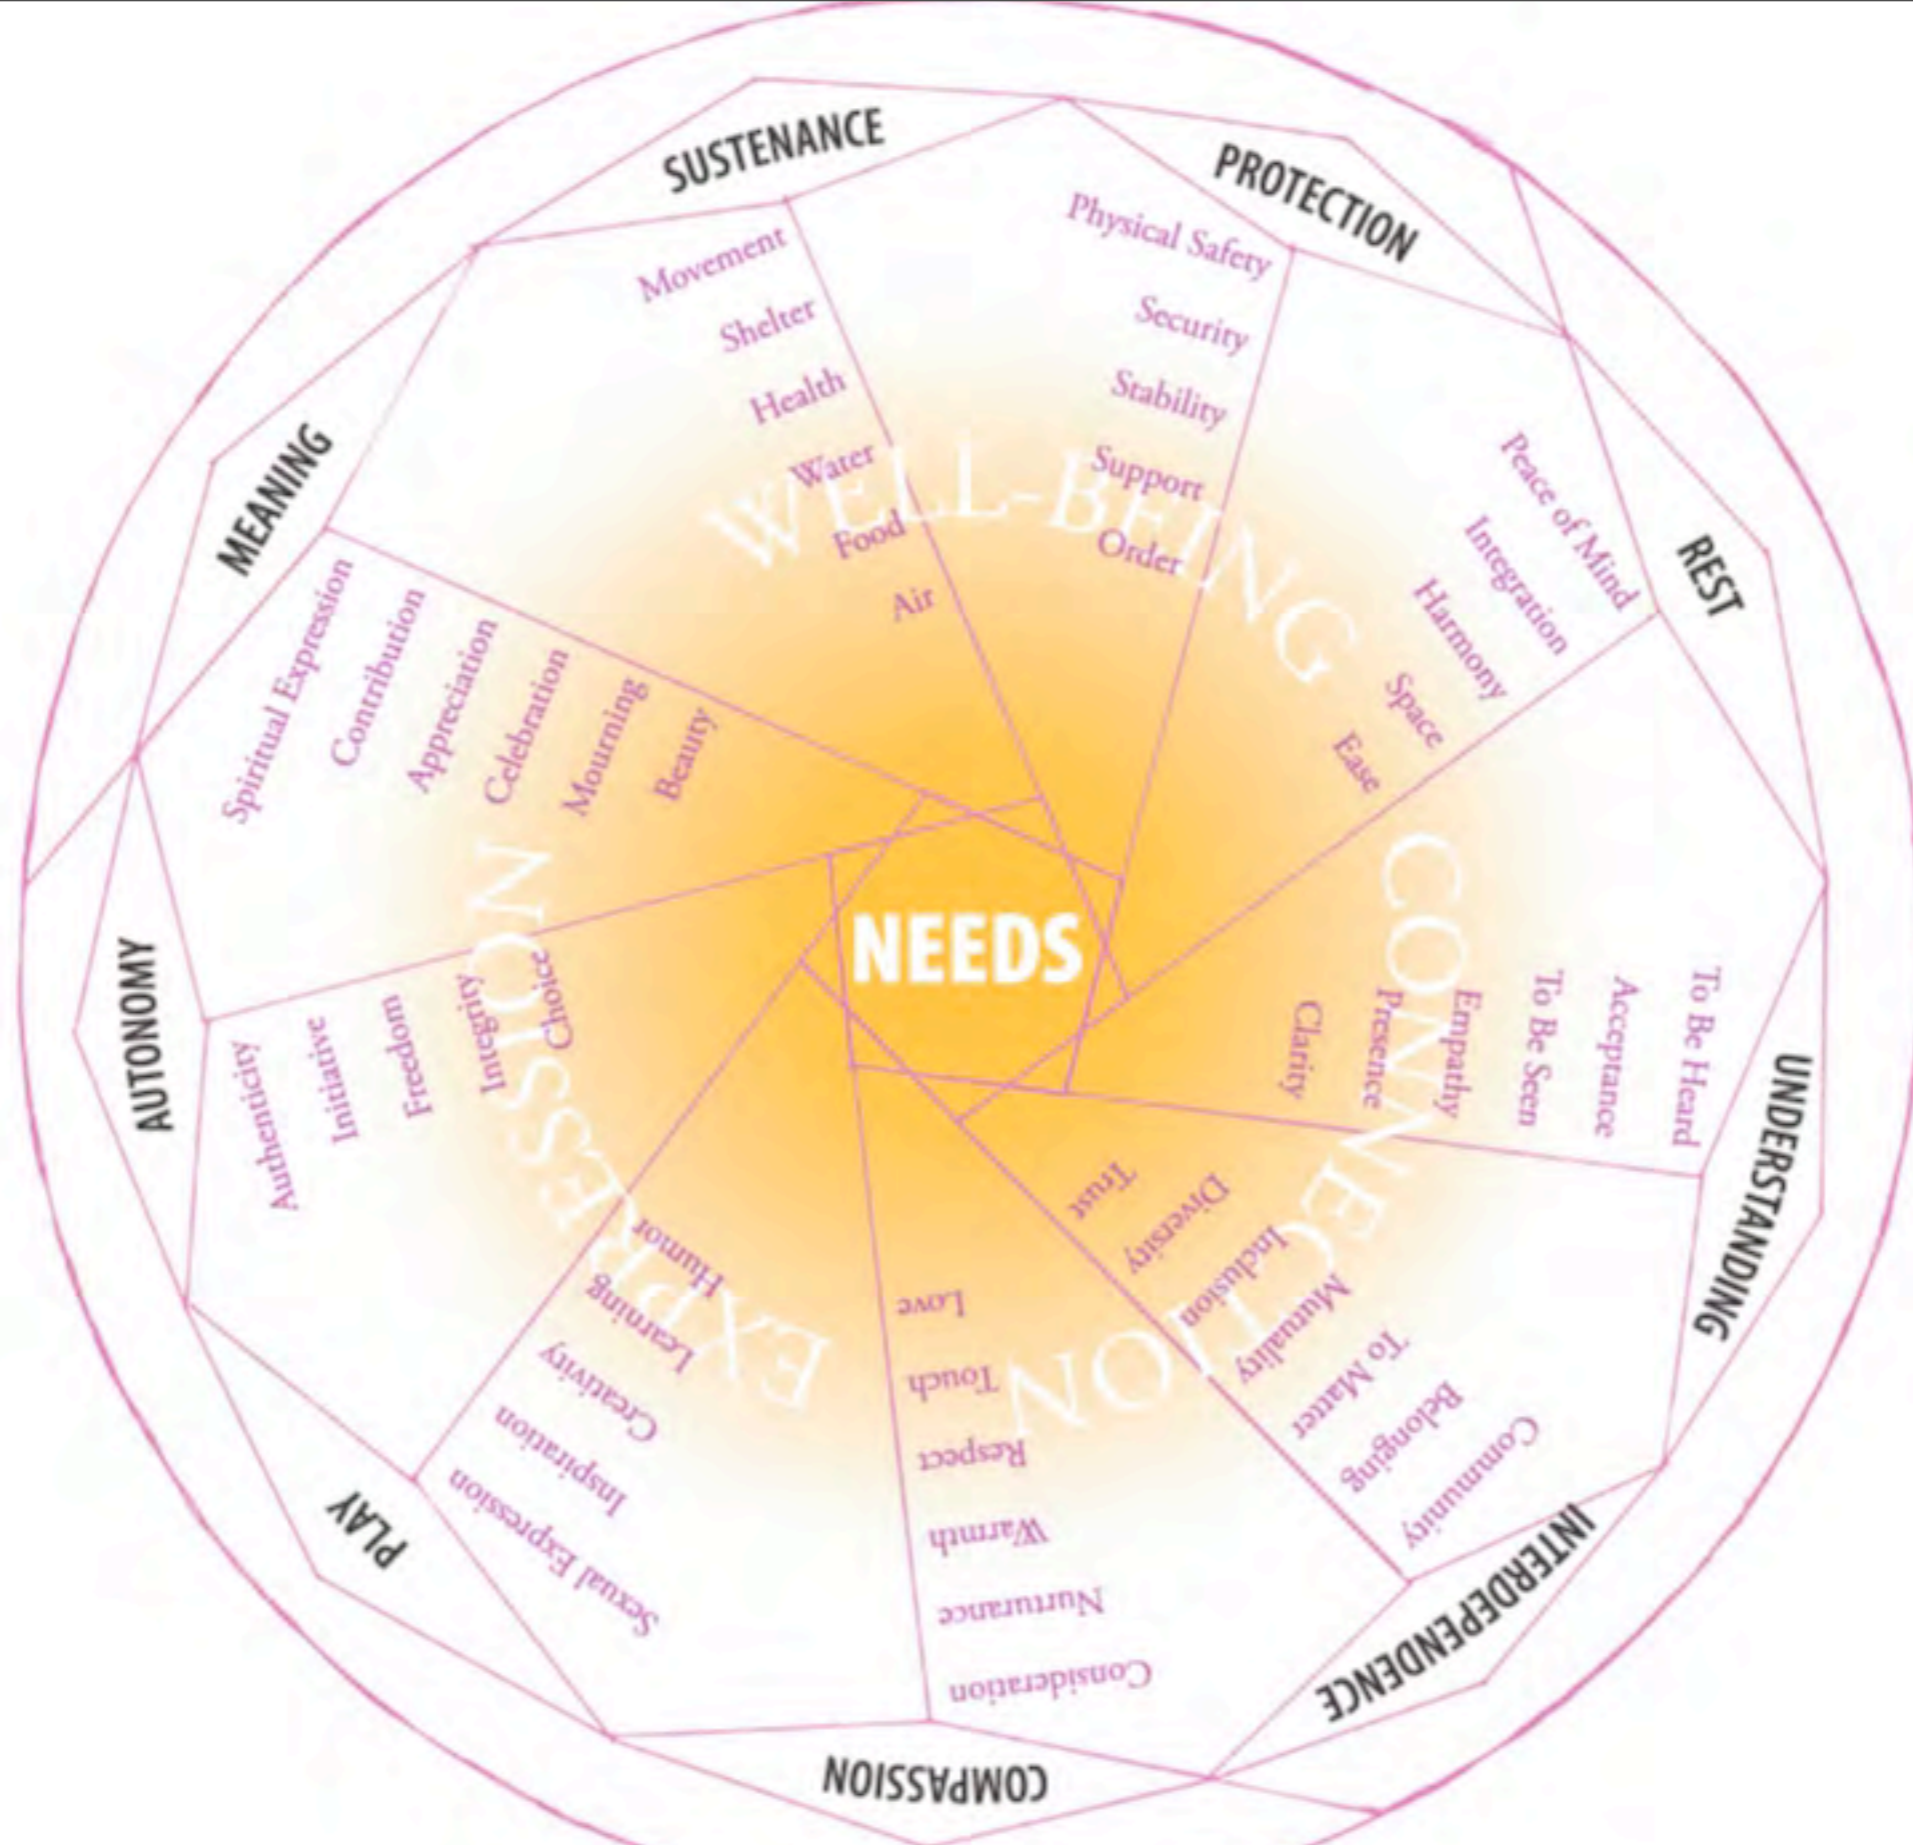 NEEDS
WELL-BEING
CONNECTION
EXPRESSION
SUSTENANCE
Movement
Shelter
Health
Water
Food
Air
PROTECTION
Physical Safety
Security
Stability
Support
Order
REST
Peace of Mind
Integration
Harmony
Space
Ease
UNDERSTANDING
To Be Heard
Acceptance
To Be Seen
Empathy
Presence
Clarity
INTERDEPENDENCE
Community
Belonging
To Matter
Mutuality
Inclusion
Diversity
Trust
COMPASSION
Consideration
Nurturance
Warmth
Respect
Touch
Love
PLAY
Sexual Expression
Inspiration
Creativity
Learning
Humor
AUTONOMY
Authenticity
Initiative
Freedom
Integrity
Choice
MEANING
Spiritual Expression
Contribution
Appreciation
Celebration
Mourning
Beauty